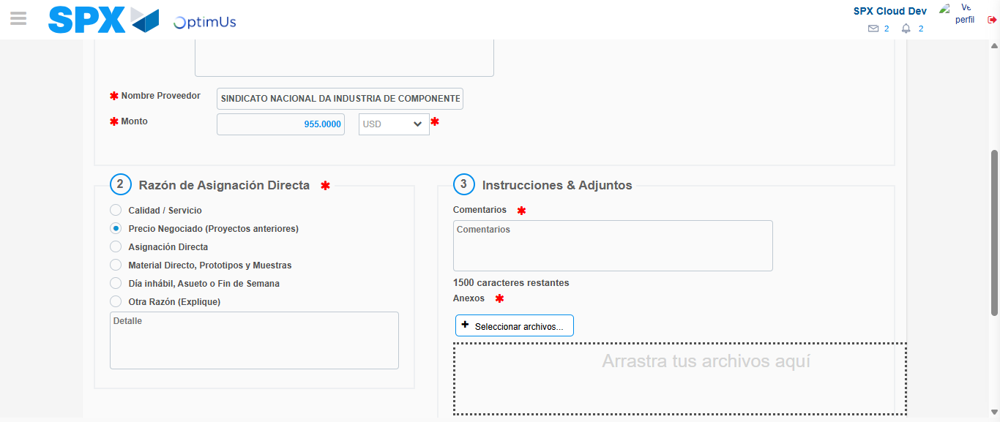 SPX
OptimUs
SPX Cloud Dev
2
2
Ve
perfil
Nombre Proveedor
SINDICATO NACIONAL DA INDUSTRIA DE COMPONENTE
Monto
955.0000
USD
2
Razón de Asignación Directa
Calidad / Servicio
Precio Negociado (Proyectos anteriores)
Asignación Directa
Material Directo, Prototipos y Muestras
Día inhábil, Asueto o Fin de Semana
Otra Razón (Explique)
Detalle
3
Instrucciones & Adjuntos
Comentarios
Comentarios
1500 caracteres restantes
Anexos
Seleccionar archivos...
Arrastra tus archivos aquí